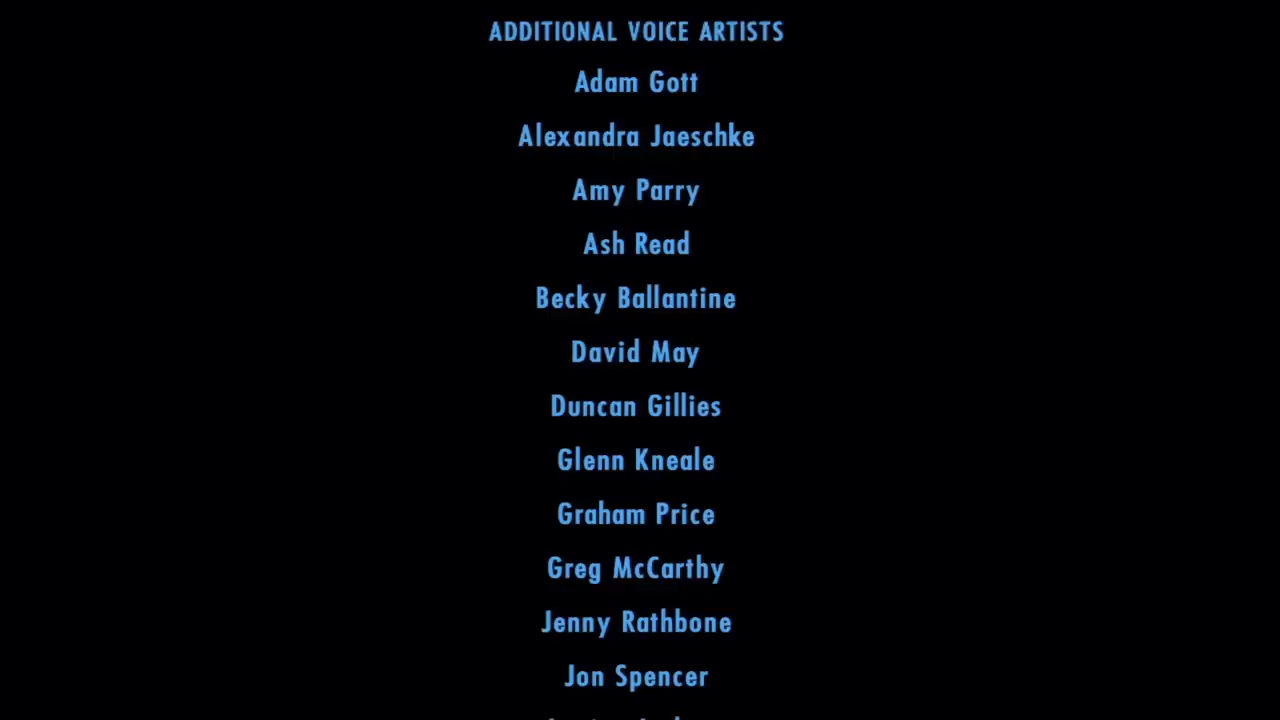 ADDITIONAL VOICE ARTISTS
Adam Gott
Alexandra Jaeschke
Amy Parry
Ash Read
Becky Ballantine
David May
Duncan Gillies
Glenn Kneale
Graham Price
Greg McCarthy
Jenny Rathbone
Jon Spencer